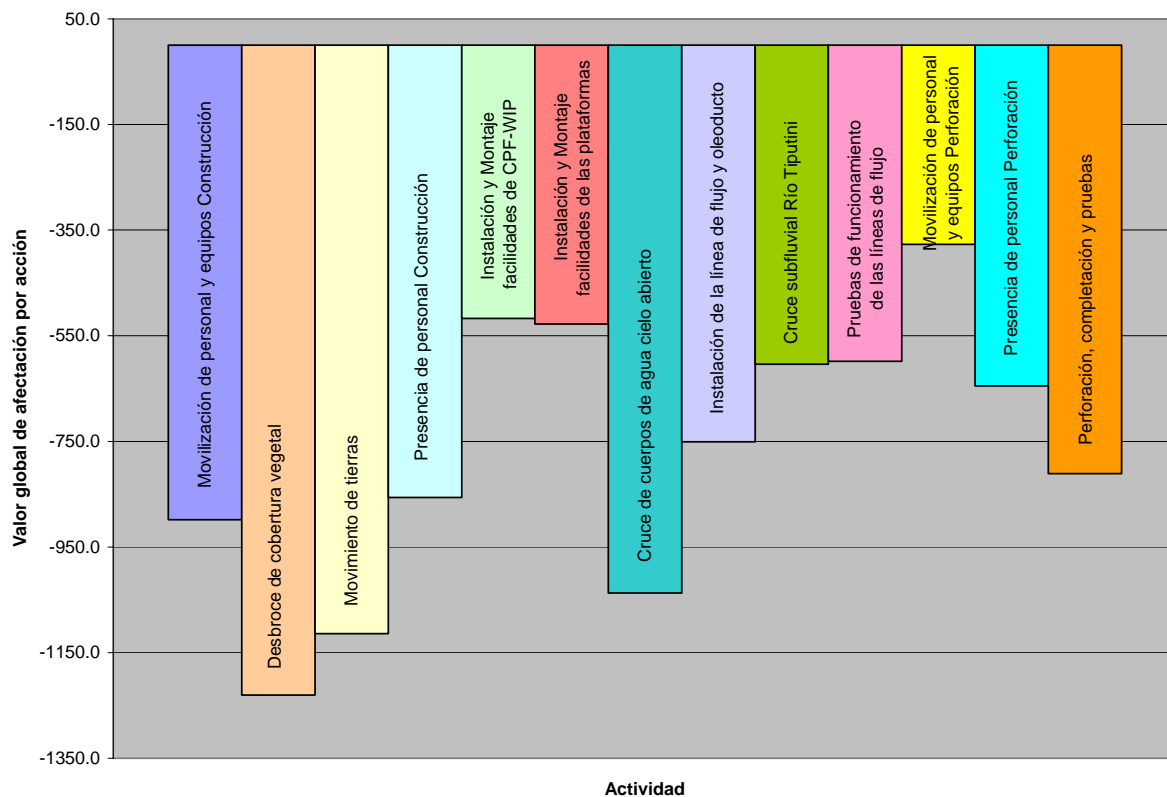 50.0
-150.0
-350.0
-550.0
-750.0
-950.0
-1150.0
-1350.0
Valor global de afectación por acción
Movilización de personal y equipos Construcción
Desbroce de cobertura vegetal
Movimiento de tierras
Presencia de personal Construcción
Instalación y Montaje
facilidades de CPF-WIP
Instalación y Montaje
facilidades de las plataformas
Cruce de cuerpos de agua cielo abierto
Instalación de la línea de flujo y oleoducto
Cruce subfluvial Río Tiputini
Pruebas de funcionamiento
de las líneas de flujo
Movilización de personal
y equipos Perforación
Presencia de personal Perforación
Perforación, completación y pruebas
Actividad